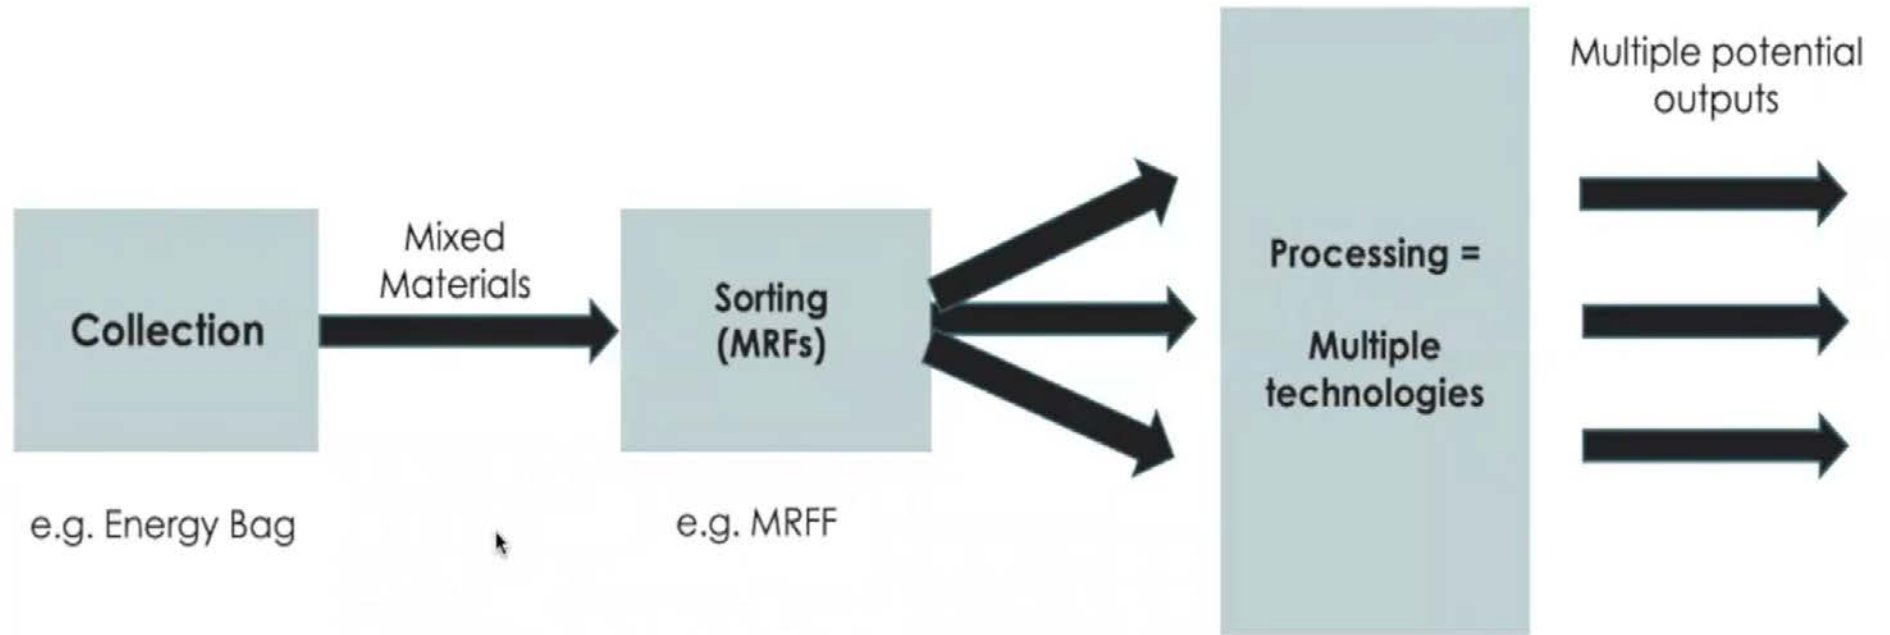 Collection
e.g. Energy Bag
Mixed
Materials
Sorting
(MRFs)
e.g. MRFF
Processing =
Multiple
technologies
Multiple potential
outputs